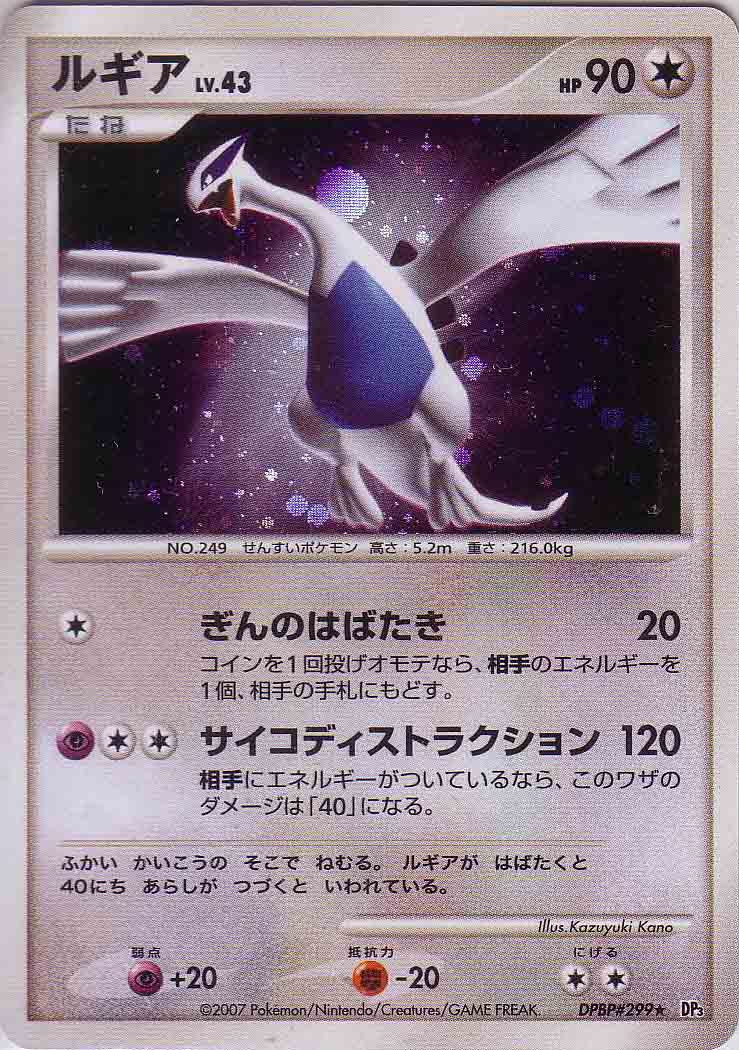 ルギア LV.43 HP 90
たね
NO.249 せんすいポケモン 高さ:5.2m 重さ:216.0kg
ぎんのはばたき 20
コインを1回投げオモテなら、相手のエネルギーを
1個、相手の手札にもどす。
サイコディストラクション 120
相手にエネルギーがついているなら、このワザの
ダメージは「40」になる。
ふかい かいこうの そこで ねむる。 ルギアが はばたくと
40にち あらしが つづくと いわれている。
Illus.Kazuyuki Kano
弱点 抵抗力 にげる
+20 -20
©2007 Pokémon/Nintendo/Creatures/GAME FREAK. DPBP#299★ DP3